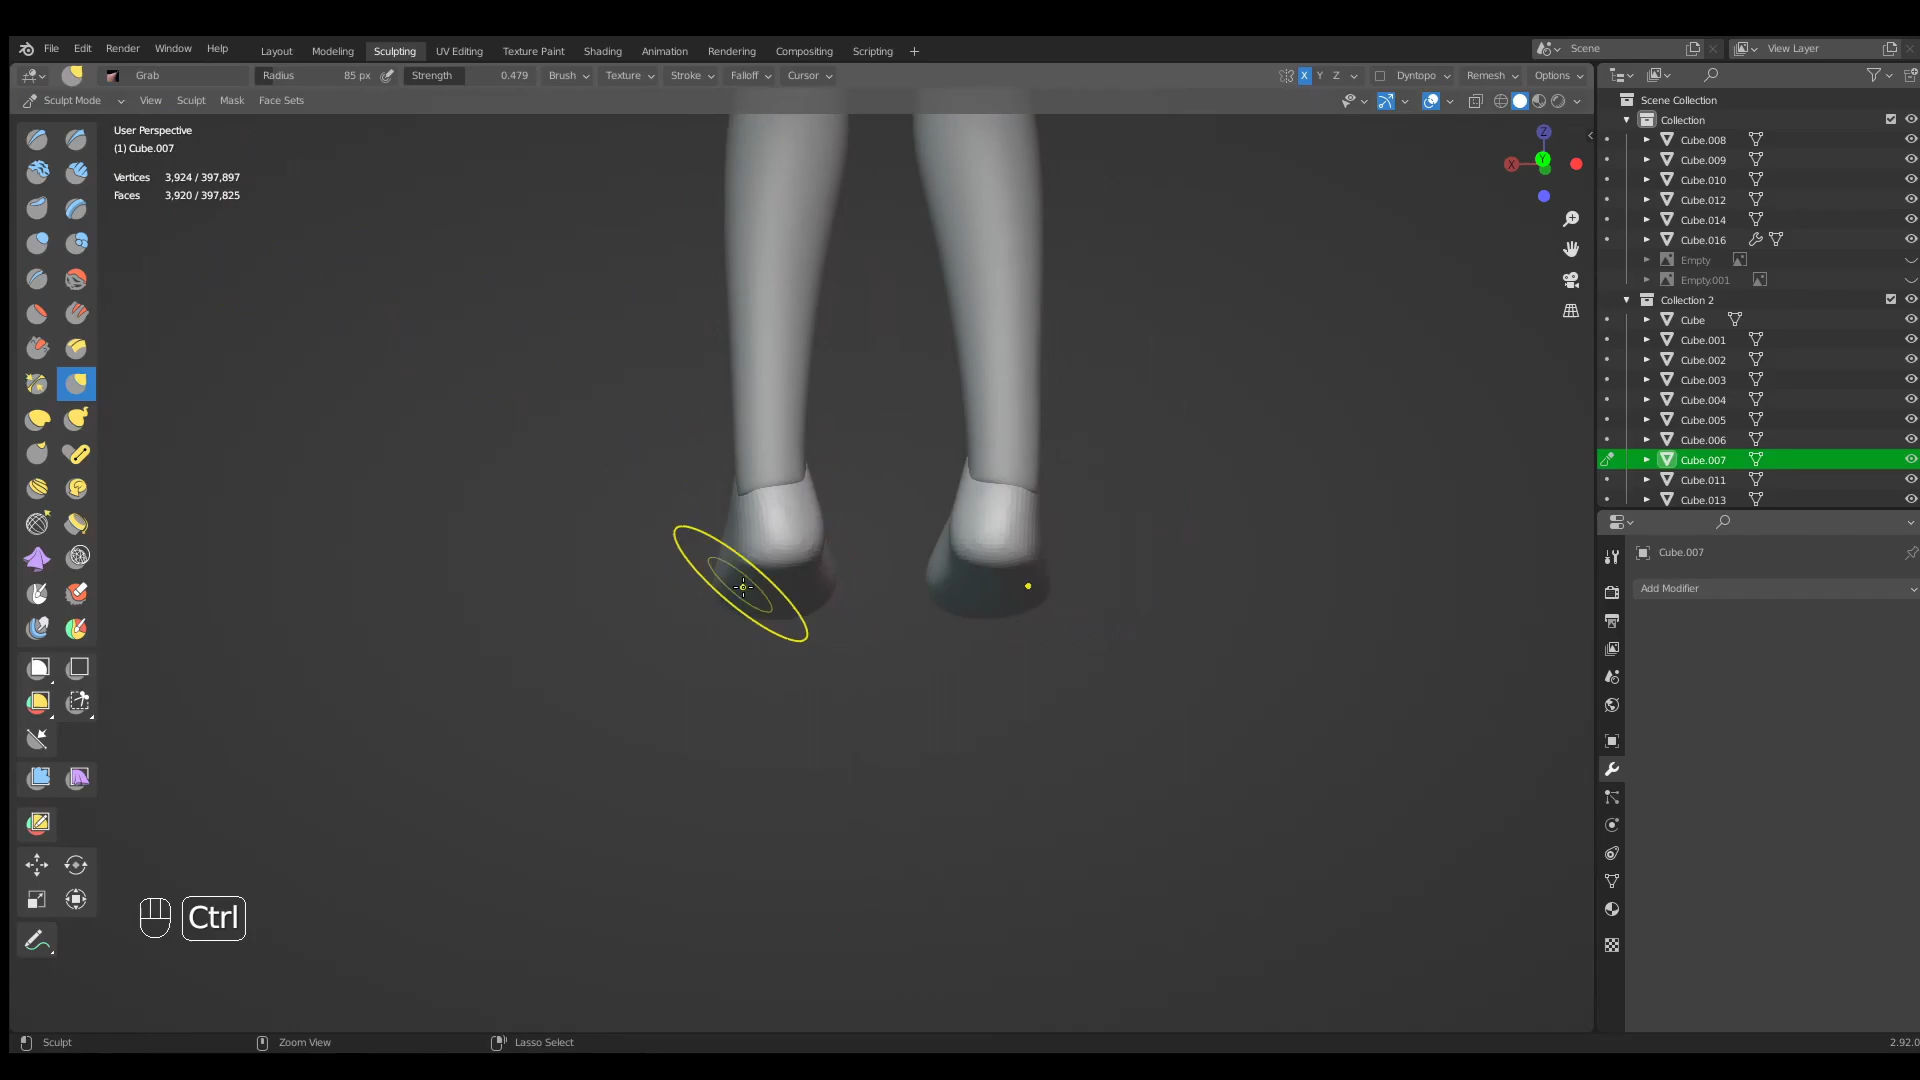 File Edit Render Window Help Layout Modeling Sculpting UV Editing Texture Paint Shading Animation Rendering Compositing Scripting + Scene View Layer
Grab Radius 85 px Strength 0.479 Brush Texture Stroke Falloff Cursor X Y Z Dyntopo Remesh Options
Sculpt Mode View Sculpt Mask Face Sets
User Perspective
(1) Cube.007
Vertices 3,924 / 397,897
Faces 3,920 / 397,825
Z
X
Y
Ctrl
Scene Collection
Collection
Cube.008
Cube.009
Cube.010
Cube.012
Cube.014
Cube.016
Empty
Empty.001
Collection 2
Cube
Cube.001
Cube.002
Cube.003
Cube.004
Cube.005
Cube.006
Cube.007
Cube.011
Cube.013
Cube.007
Add Modifier
Sculpt Zoom View Lasso Select 2.92.0